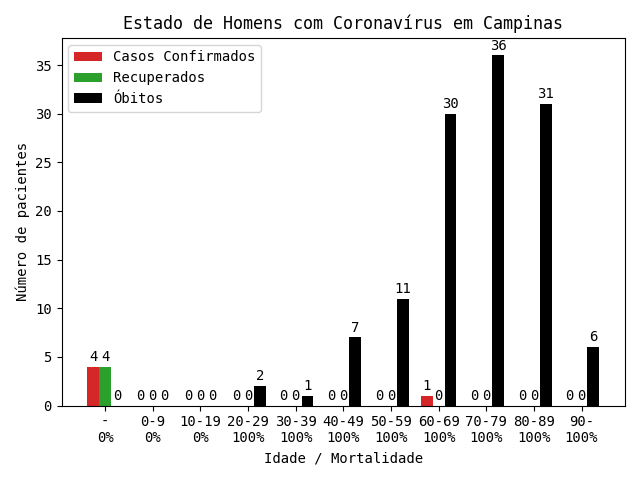 Estado de Homens com Coronavírus em Campinas
Casos Confirmados
Recuperados
Óbitos
Número de pacientes
35
30
25
20
15
10
5
0
4 4 0 0 0 0 0 0 0 0 0 2 0 0 1 0 0 7 0 0 11 1 0 30 0 0 36 0 0 31 0 0 6
- 0-9 10-19 20-29 30-39 40-49 50-59 60-69 70-79 80-89 90-
0% 0% 0% 100% 100% 100% 100% 100% 100% 100% 100%
Idade / Mortalidade